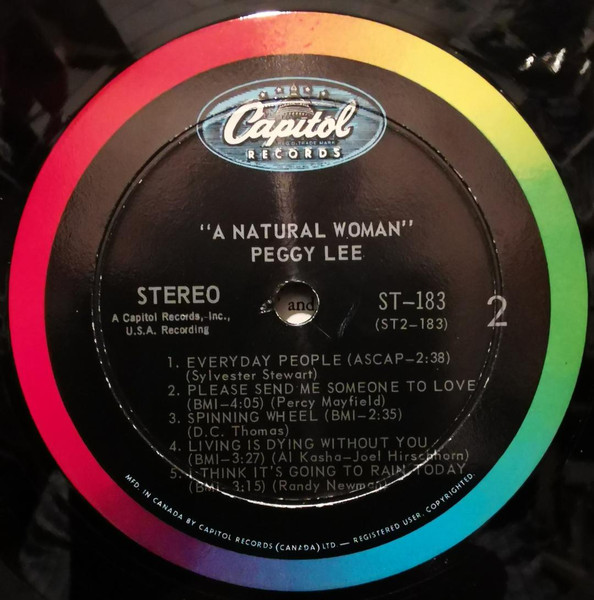 Capitol
REG. TRADE MARK
RECORDS
"A NATURAL WOMAN"
PEGGY LEE
STEREO
and
ST-183
A Capitol Records, Inc.,
U.S.A. Recording
(ST2-183)
2
1. EVERYDAY PEOPLE (ASCAP-2:38)
(Sylvester Stewart)
2. PLEASE SEND ME SOMEONE TO LOVE
(BMI-4:05) (Percy Mayfield)
3. SPINNING WHEEL (BMI-2:35)
(D.C. Thomas)
4. LIVING IS DYING WITHOUT YOU
(BMI-3:27) (Al Kasha-Joel Hirschhorn)
5. I THINK IT'S GOING TO RAIN TODAY
(BMI-3:15) (Randy Newman)
MFD. IN CANADA BY CAPITOL RECORDS (CANADA) LTD. — REGISTERED USER. COPYRIGHTED.